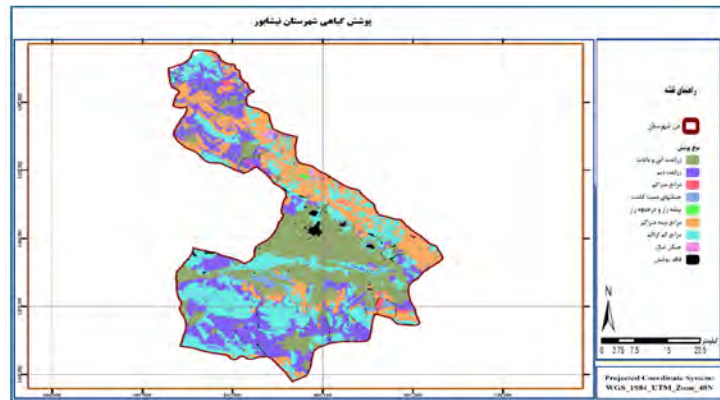 پوشش گیاهی شهرستان نیشابور
راهنمای نقشه
مرز شهرستان
نوع پوشش
زراعت آبی و باغات
زراعت دیم
مراتع متراکم
جنگلهای دست کاشت
بیشه زار و درختچه زار
مراتع نیمه متراکم
مراتع کم تراکم
جنگل تنک
فاقد پوشش
N
کیلومتر
0 3.75 7.5 15 22.5
Projected Coordinate System:
WGS_1984_UTM_Zone_40N